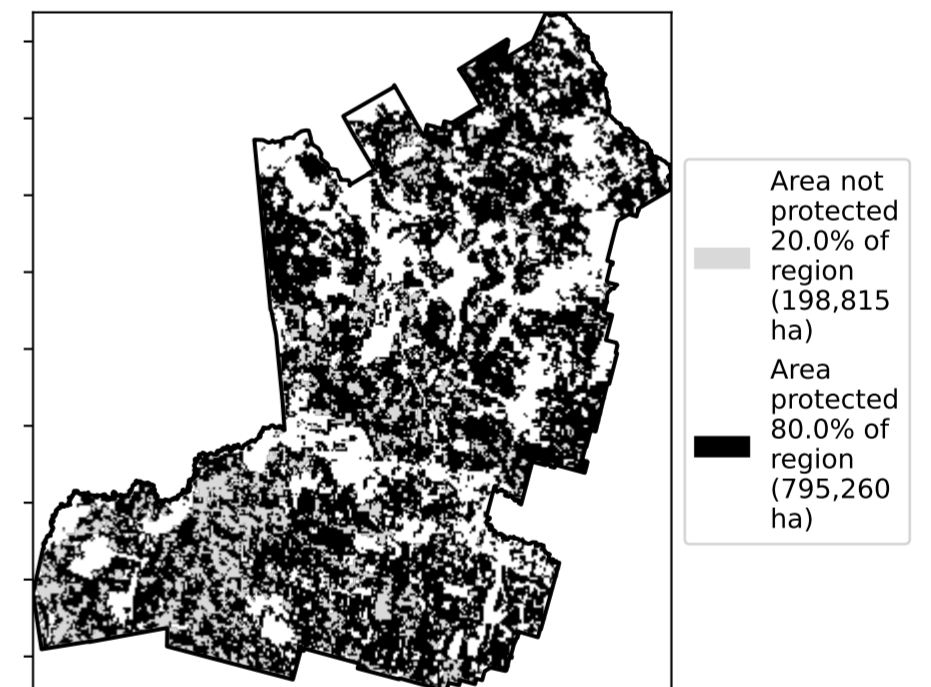 Area not
protected
20.0% of
region
(198,815
ha)
Area
protected
80.0% of
region
(795,260
ha)